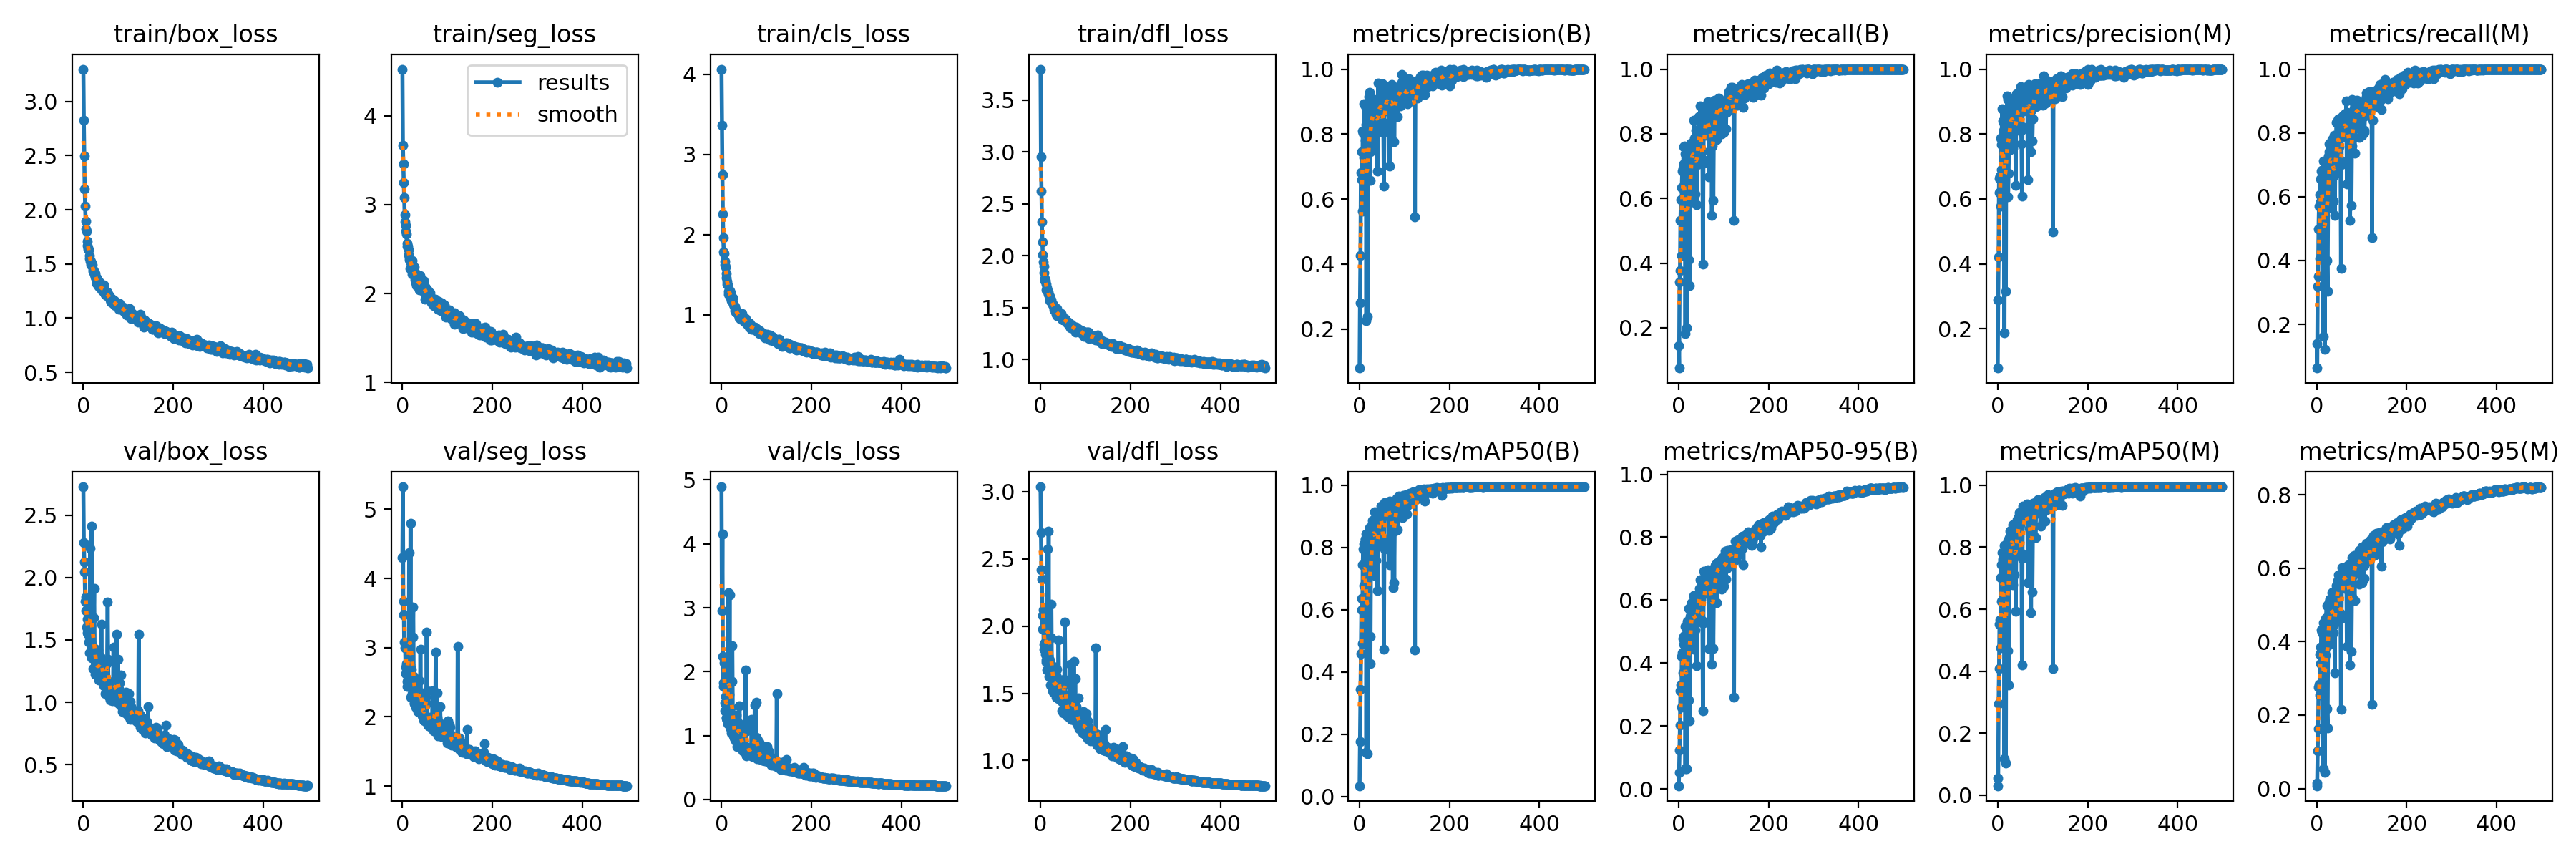 train/box_loss
3.0
2.5
2.0
1.5
1.0
0.5
0 200 400
train/seg_loss
results
smooth
4
3
2
1
0 200 400
train/cls_loss
4
3
2
1
0 200 400
train/dfl_loss
3.5
3.0
2.5
2.0
1.5
1.0
0 200 400
metrics/precision(B)
1.0
0.8
0.6
0.4
0.2
0 200 400
metrics/recall(B)
1.0
0.8
0.6
0.4
0.2
0 200 400
metrics/precision(M)
1.0
0.8
0.6
0.4
0.2
0 200 400
metrics/recall(M)
1.0
0.8
0.6
0.4
0.2
0 200 400
val/box_loss
2.5
2.0
1.5
1.0
0.5
0 200 400
val/seg_loss
5
4
3
2
1
0 200 400
val/cls_loss
5
4
3
2
1
0
0 200 400
val/dfl_loss
3.0
2.5
2.0
1.5
1.0
0 200 400
metrics/mAP50(B)
1.0
0.8
0.6
0.4
0.2
0.0
0 200 400
metrics/mAP50-95(B)
1.0
0.8
0.6
0.4
0.2
0.0
0 200 400
metrics/mAP50(M)
1.0
0.8
0.6
0.4
0.2
0.0
0 200 400
metrics/mAP50-95(M)
0.8
0.6
0.4
0.2
0.0
0 200 400